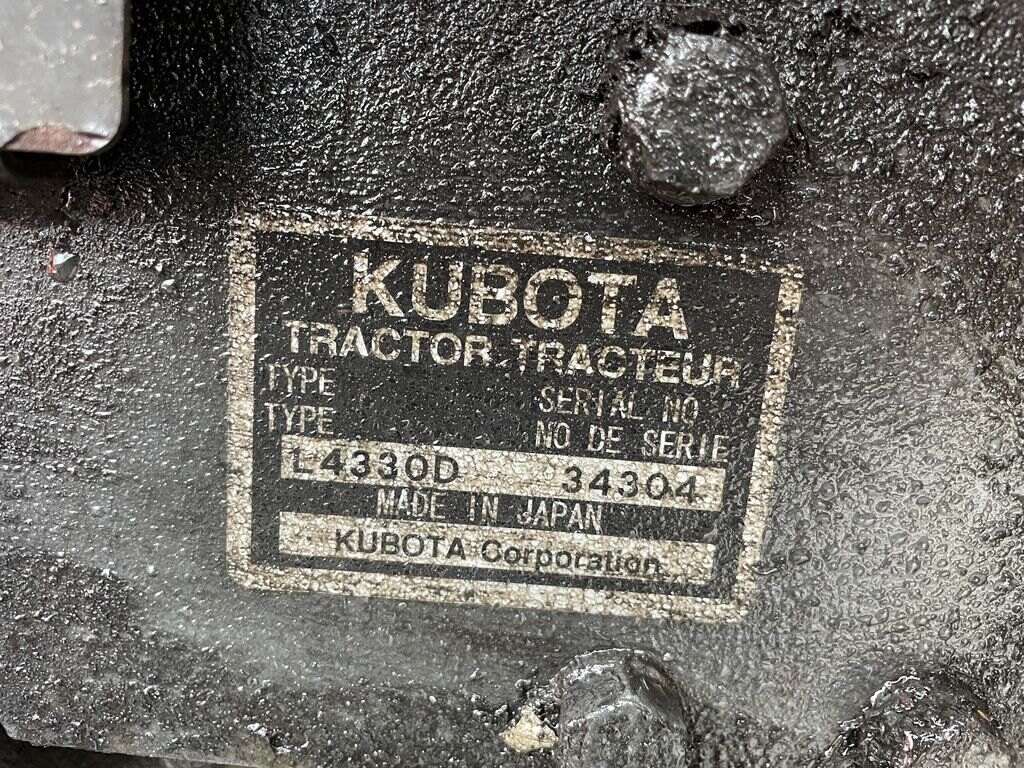 KUBOTA
TRACTOR TRACTEUR
TYPE SERIAL NO
TYPE NO DE SERIE
L4330D 34304
MADE IN JAPAN
KUBOTA Corporation